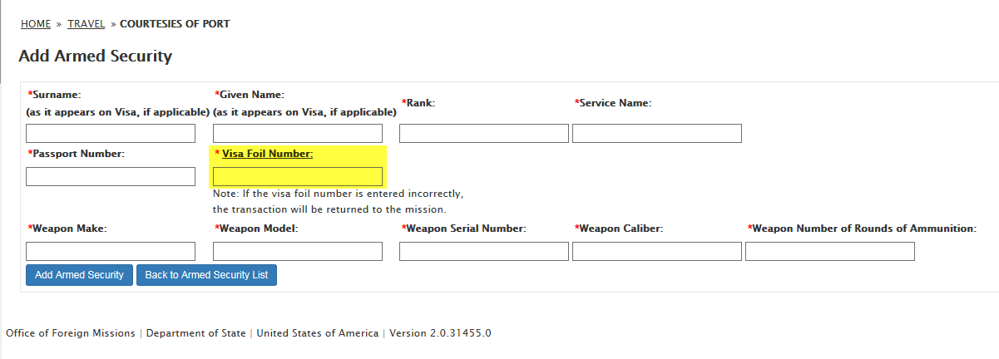 HOME » TRAVEL » COURTESIES OF PORT
Add Armed Security
*Surname: *Given Name:
(as it appears on Visa, if applicable) (as it appears on Visa, if applicable) *Rank: *Service Name:
*Passport Number: * Visa Foil Number:
Note: If the visa foil number is entered incorrectly,
the transaction will be returned to the mission.
*Weapon Make: *Weapon Model: *Weapon Serial Number: *Weapon Caliber: *Weapon Number of Rounds of Ammunition:
Add Armed Security Back to Armed Security List
Office of Foreign Missions | Department of State | United States of America | Version 2.0.31455.0